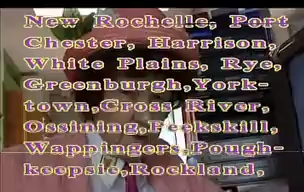 New Rochelle, Port
Chester, Harrison,
White Plains, Rye,
Greenburgh,York-
town,Cross River,
Ossining,Peekskill,
Wappingers,Pough-
keepsie,Rockland,